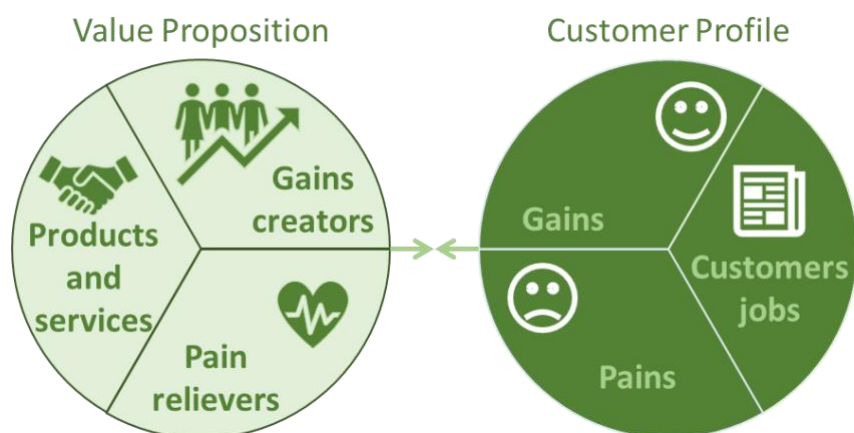 Value Proposition
Gains
creators
Products
and
services
Pain
relievers
Customer Profile
Gains
Customers
jobs
Pains